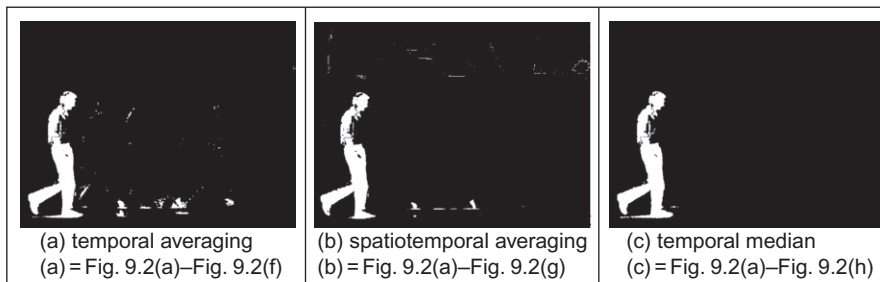 (a) temporal averaging
(a) = Fig. 9.2(a)–Fig. 9.2(f)
(b) spatiotemporal averaging
(b) = Fig. 9.2(a)–Fig. 9.2(g)
(c) temporal median
(c) = Fig. 9.2(a)–Fig. 9.2(h)